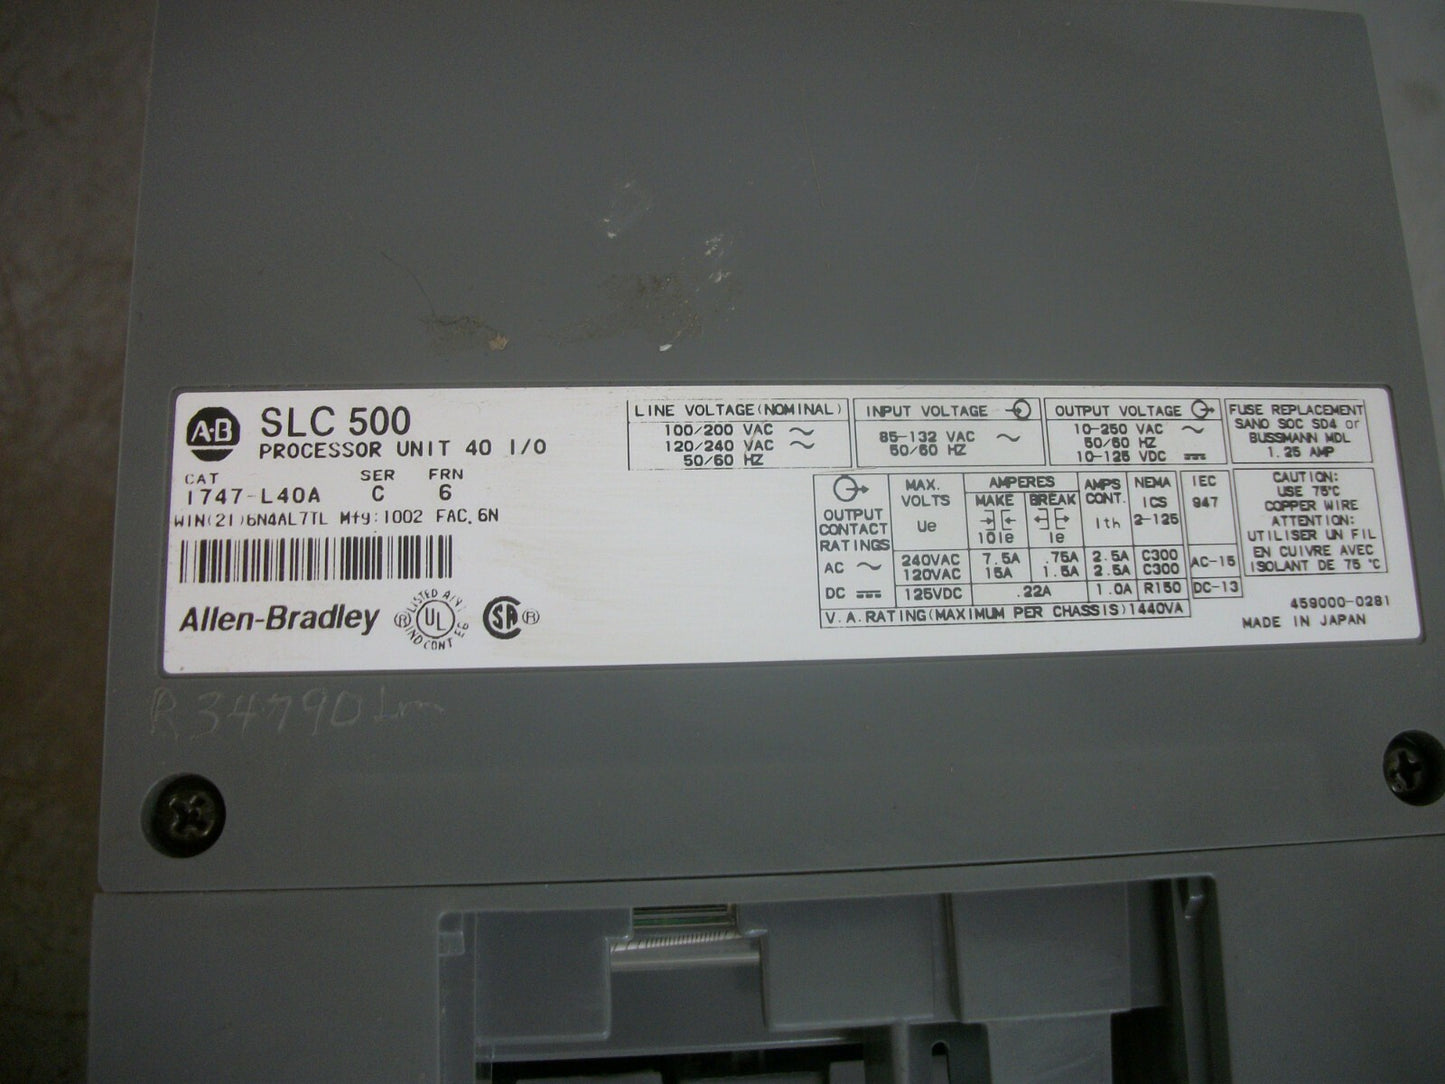 A-B
SLC 500
PROCESSOR UNIT 40 I/O
CAT SER FRN
1747-L40A C 6
WIN(21)6N4AL7TL Mfg:1002 FAC.6N
Allen-Bradley
® LISTED UL IND CONT EQ
SA ®
LINE VOLTAGE(NOMINAL)
100/200 VAC ～
120/240 VAC ～
50/60 HZ
INPUT VOLTAGE
85-132 VAC ～
50/60 HZ
OUTPUT VOLTAGE
10-250 VAC ～
50/60 HZ
10-125 VDC
FUSE REPLACEMENT
SANO SOC SD4 or
BUSSMANN MDL
1.25 AMP
OUTPUT CONTACT RATINGS
MAX. VOLTS Ue
AMPERES
MAKE 10Ie
BREAK Ie
AMPS CONT. Ith
NEMA ICS 2-125
IEC 947
AC ～ 240VAC 7.5A .75A 2.5A C300 AC-15
120VAC 15A 1.5A 2.5A C300
DC 125VDC .22A 1.0A R150 DC-13
V.A.RATING(MAXIMUM PER CHASSIS)1440VA
CAUTION:
USE 75°C
COPPER WIRE
ATTENTION:
UTILISER UN FIL
EN CUIVRE AVEC
ISOLANT DE 75 °C
459000-0281
MADE IN JAPAN